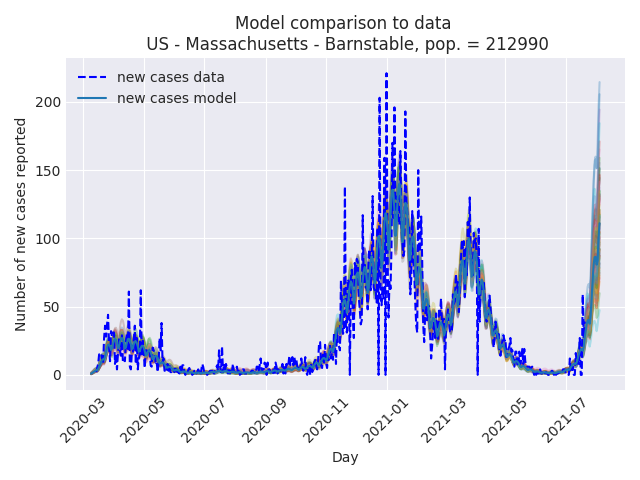 Model comparison to data
US - Massachusetts - Barnstable, pop. = 212990
new cases data
new cases model
Number of new cases reported
200
150
100
50
0
2020-03
2020-05
2020-07
2020-09
2020-11
2021-01
2021-03
2021-05
2021-07
Day